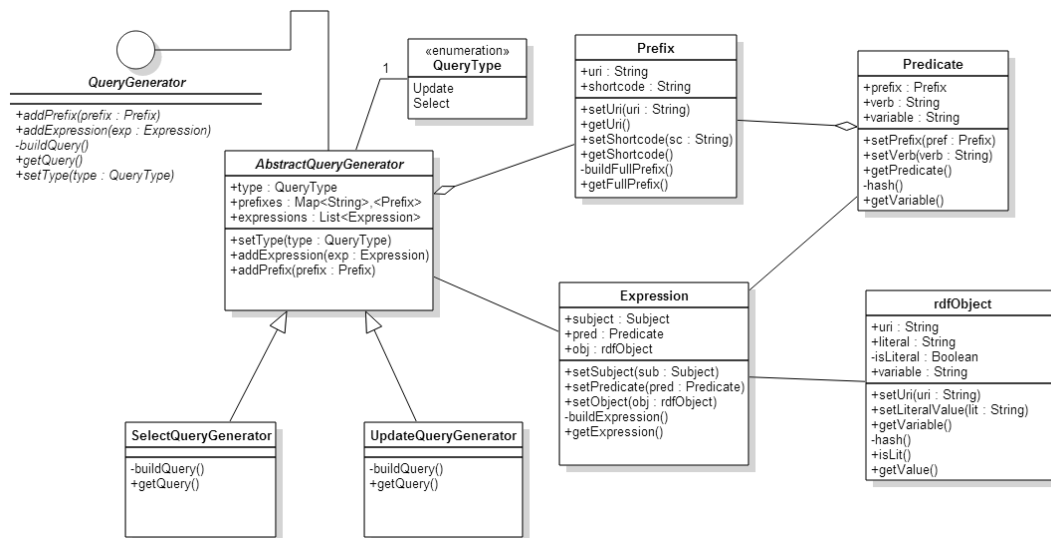 QueryGenerator
+addPrefix(prefix : Prefix)
+addExpression(exp : Expression)
-buildQuery()
+getQuery()
+setType(type : QueryType)
1
«enumeration»
QueryType
Update
Select
Prefix
+uri : String
+shortcode : String
+setUri(uri : String)
+getUri()
+setShortcode(sc : String)
+getShortcode()
-buildFullPrefix()
+getFullPrefix()
Predicate
+prefix : Prefix
+verb : String
+variable : String
+setPrefix(pref : Prefix)
+setVerb(verb : String)
+getPredicate()
-hash()
+getVariable()
AbstractQueryGenerator
+type : QueryType
+prefixes : Map<String>,<Prefix>
+expressions : List<Expression>
+setType(type : QueryType)
+addExpression(exp : Expression)
+addPrefix(prefix : Prefix)
Expression
+subject : Subject
+pred : Predicate
+obj : rdfObject
+setSubject(sub : Subject)
+setPredicate(pred : Predicate)
+setObject(obj : rdfObject)
-buildExpression()
+getExpression()
rdfObject
+uri : String
+literal : String
-isLiteral : Boolean
+variable : String
+setUri(uri : String)
+setLiteralValue(lit : String)
+getVariable()
-hash()
+isLit()
+getValue()
SelectQueryGenerator
-buildQuery()
+getQuery()
UpdateQueryGenerator
-buildQuery()
+getQuery()